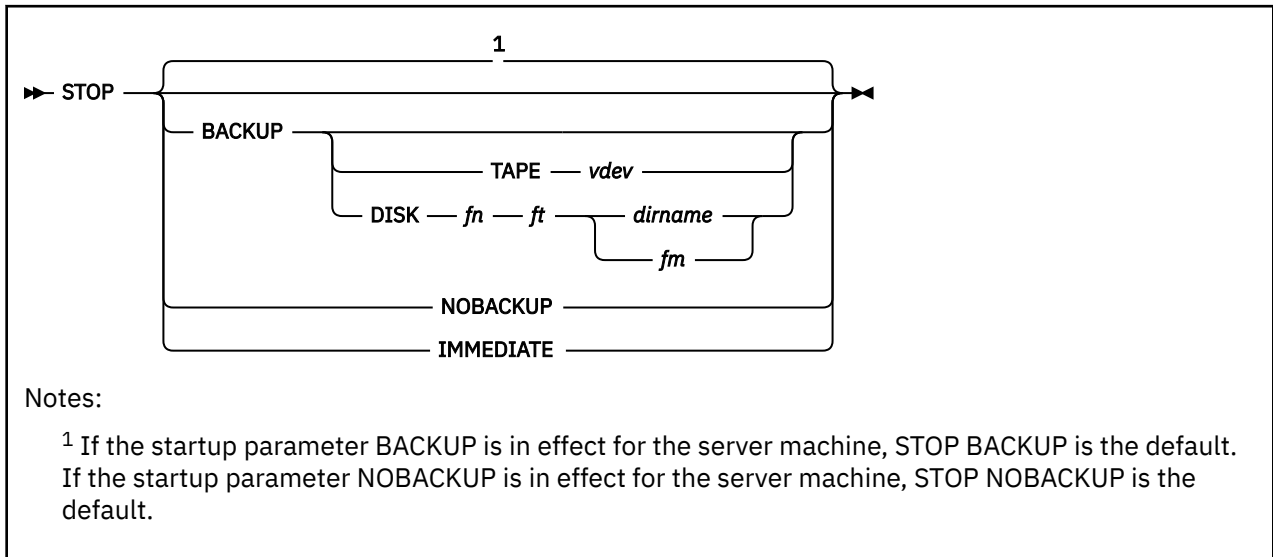 1
STOP
BACKUP
TAPE vdev
DISK fn ft dirname
fm
NOBACKUP
IMMEDIATE
Notes:
1 If the startup parameter BACKUP is in effect for the server machine, STOP BACKUP is the default.
If the startup parameter NOBACKUP is in effect for the server machine, STOP NOBACKUP is the
default.